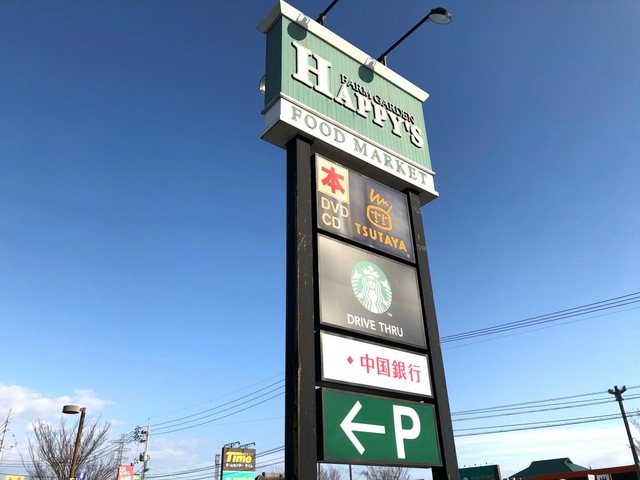 FARM GARDEN
HAPPY'S
FOOD MARKET
本
DVD
CD
TSUTAYA
DRIVE THRU
中国銀行
P
Time